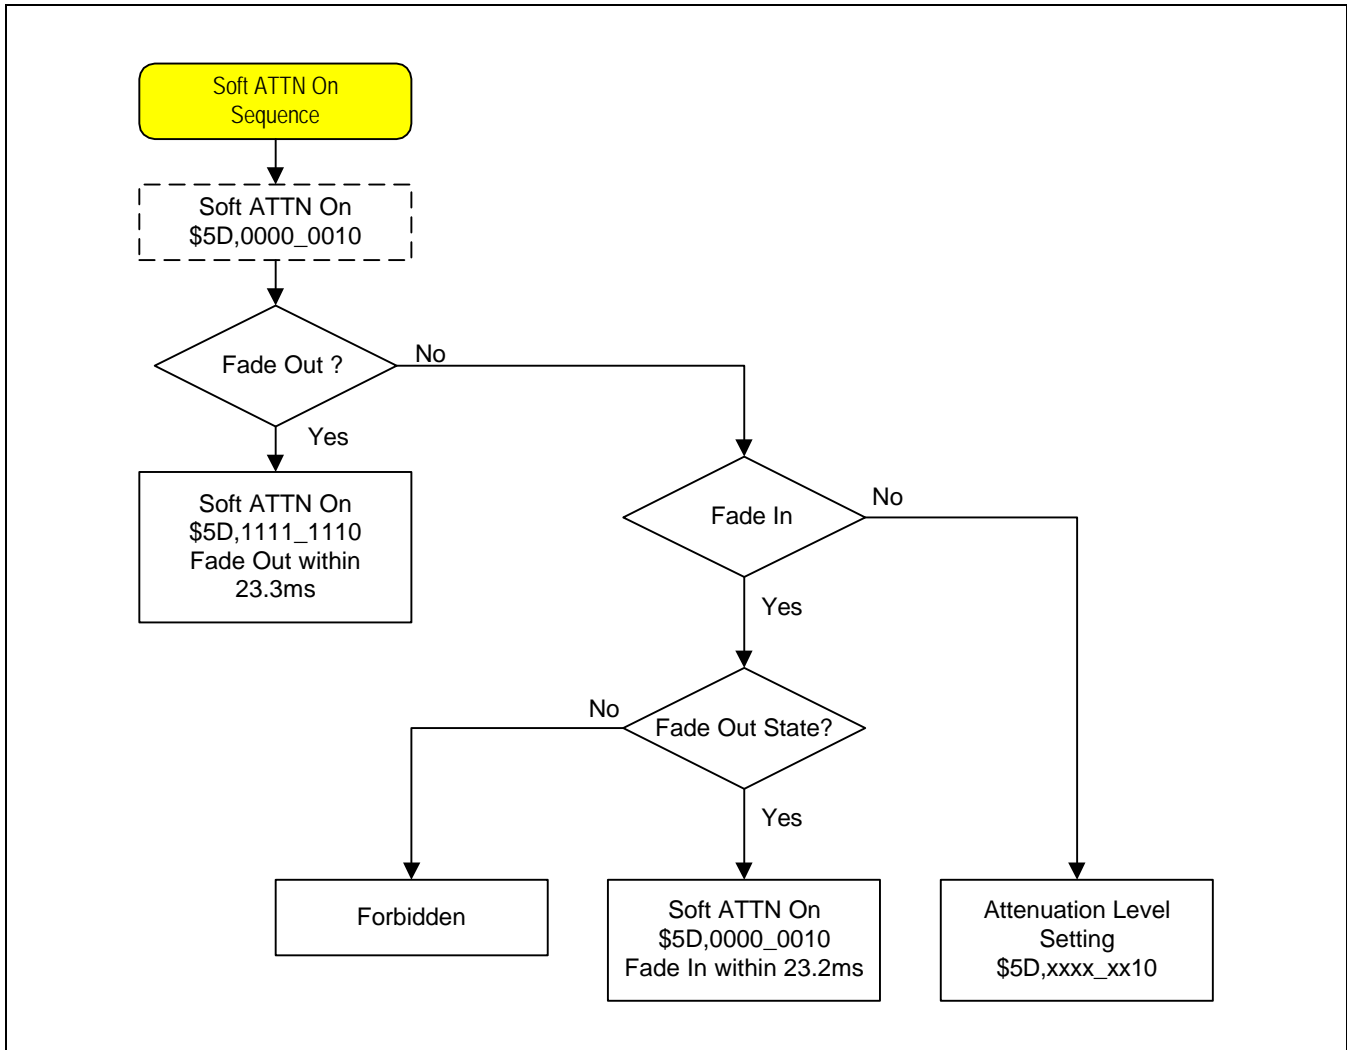 Soft ATTN On
Sequence
Soft ATTN On
$5D,0000_0010
Fade Out ?
No
Yes
Soft ATTN On
$5D,1111_1110
Fade Out within
23.3ms
Fade In
No
Yes
Fade Out State?
No
Yes
Forbidden
Soft ATTN On
$5D,0000_0010
Fade In within 23.2ms
Attenuation Level
Setting
$5D,xxxx_xx10